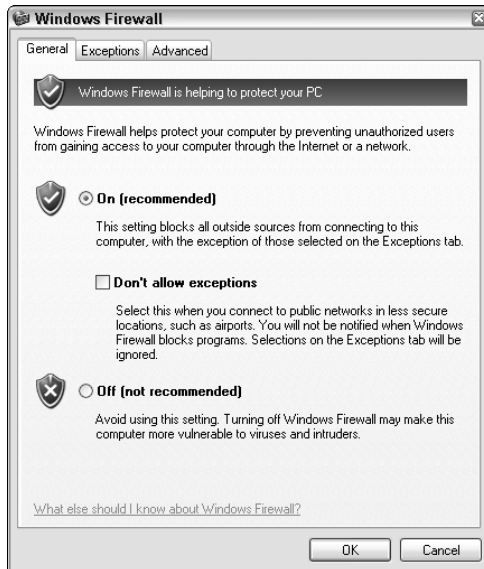 Windows Firewall
General Exceptions Advanced
Windows Firewall is helping to protect your PC
Windows Firewall helps protect your computer by preventing unauthorized users
from gaining access to your computer through the Internet or a network.
On (recommended)
This setting blocks all outside sources from connecting to this
computer, with the exception of those selected on the Exceptions tab.
Don't allow exceptions
Select this when you connect to public networks in less secure
locations, such as airports. You will not be notified when Windows
Firewall blocks programs. Selections on the Exceptions tab will be
ignored.
Off (not recommended)
Avoid using this setting. Turning off Windows Firewall may make this
computer more vulnerable to viruses and intruders.
What else should I know about Windows Firewall?
OK Cancel